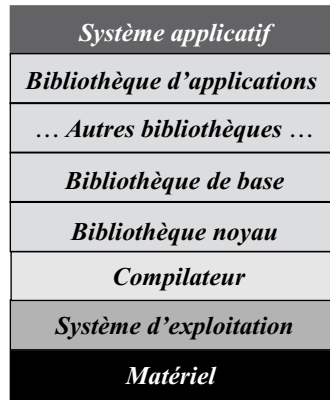 Système applicatif
Bibliothèque d’applications
… Autres bibliothèques …
Bibliothèque de base
Bibliothèque noyau
Compilateur
Système d’exploitation
Matériel